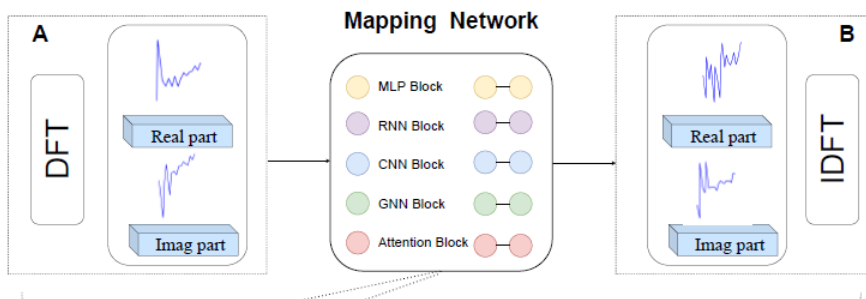 A
Mapping Network
B
DFT
Real part
Imag part
MLP Block
RNN Block
CNN Block
GNN Block
Attention Block
Real part
Imag part
IDFT